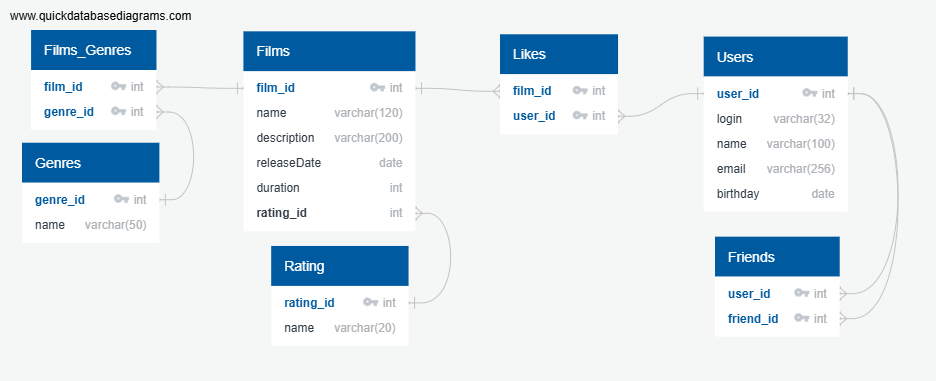 www.quickdatabasediagrams.com
Films_Genres
film_id int
genre_id int
Genres
genre_id int
name varchar(50)
Films
film_id int
name varchar(120)
description varchar(200)
releaseDate date
duration int
rating_id int
Rating
rating_id int
name varchar(20)
Likes
film_id int
user_id int
Users
user_id int
login varchar(32)
name varchar(100)
email varchar(256)
birthday date
Friends
user_id int
friend_id int